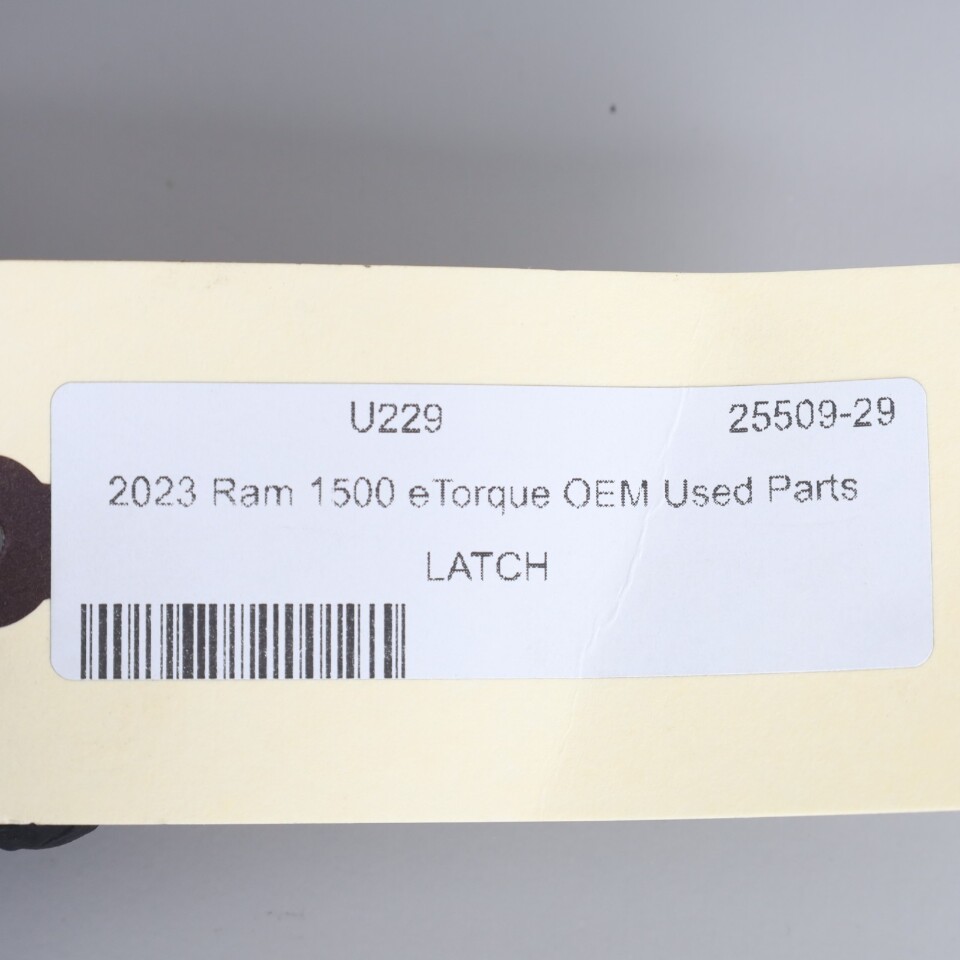 U229 25509-29
2023 Ram 1500 eTorque OEM Used Parts
LATCH